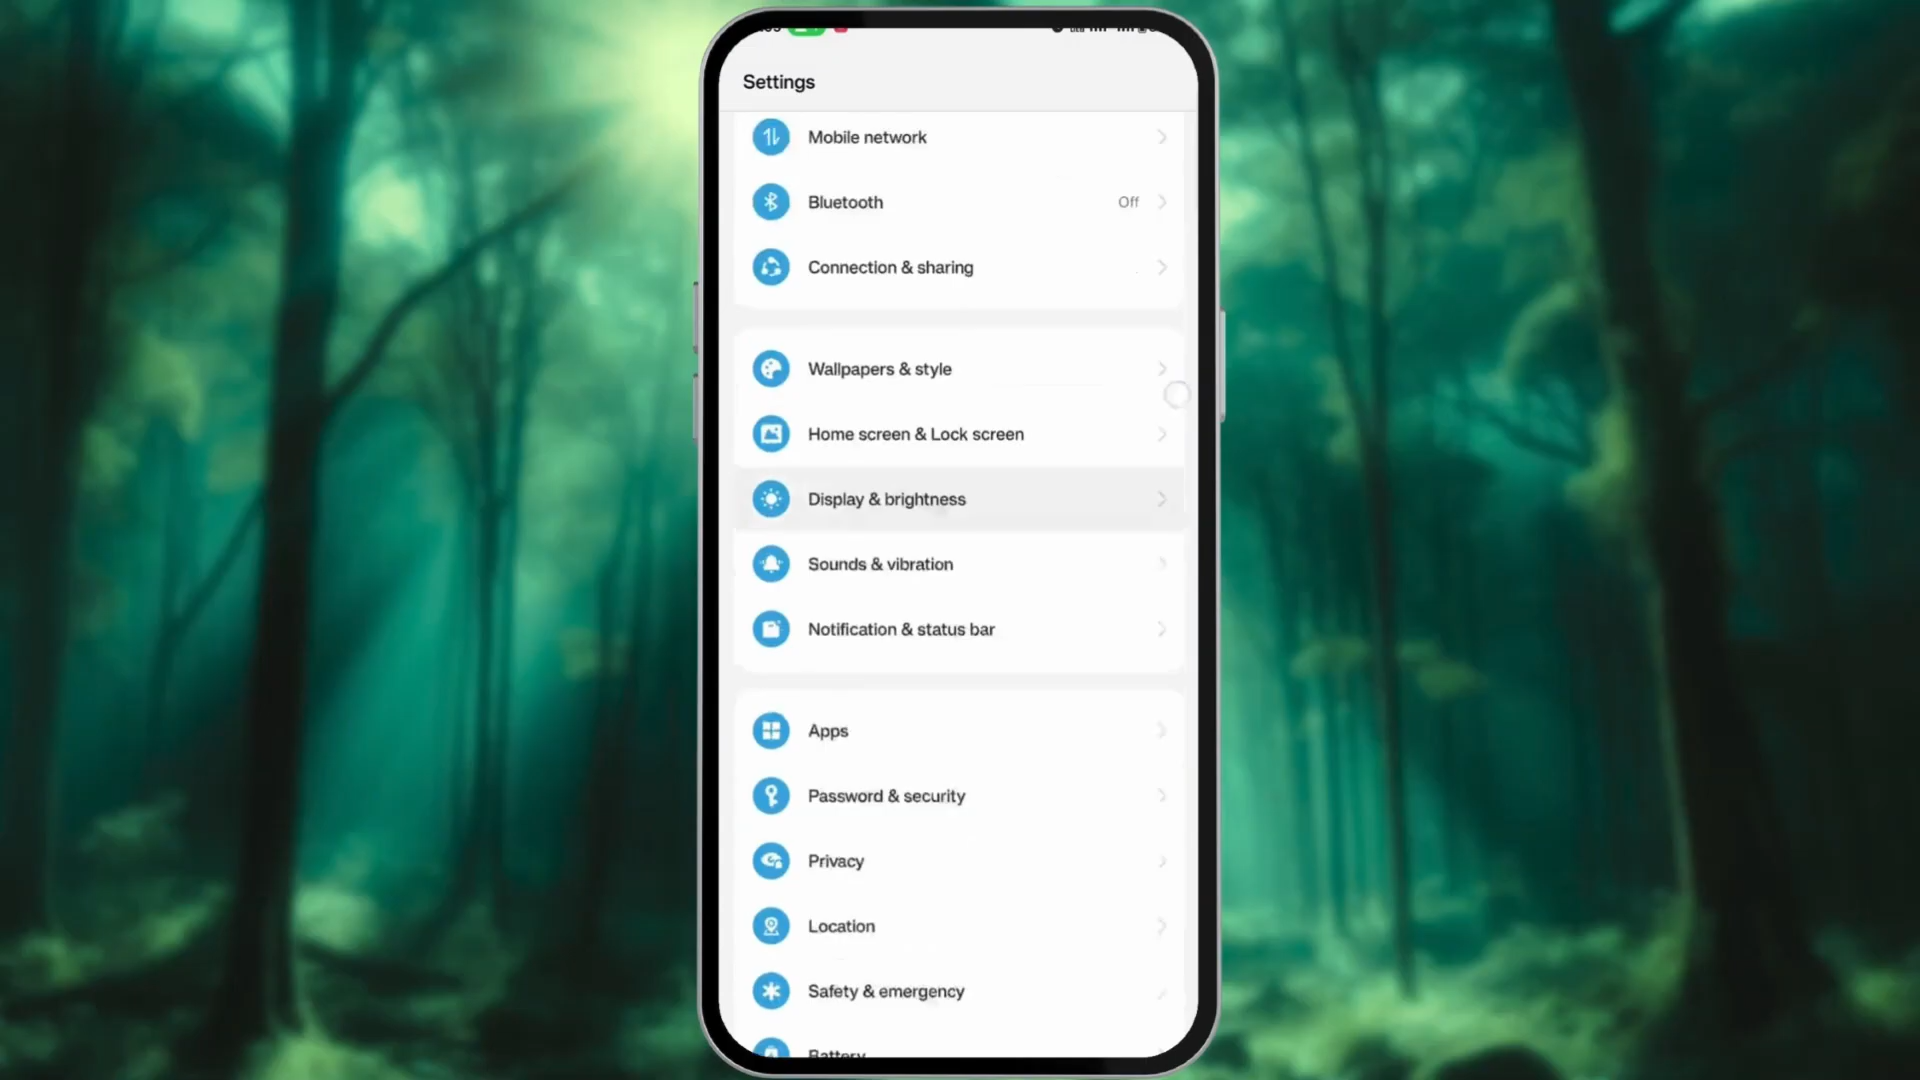 Settings
Mobile network
Bluetooth Off
Connection & sharing
Wallpapers & style
Home screen & Lock screen
Display & brightness
Sounds & vibration
Notification & status bar
Apps
Password & security
Privacy
Location
Safety & emergency
Battery